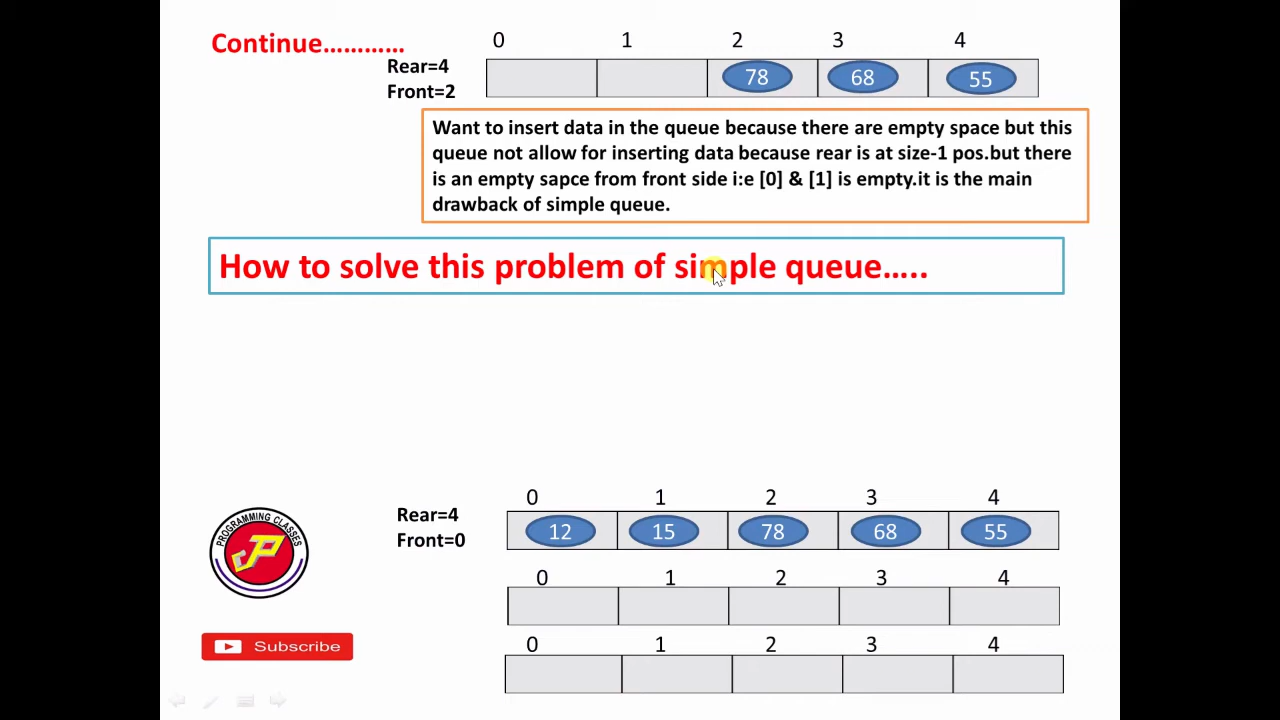 Continue…………
0 1 2 3 4
Rear=4
Front=2
78 68 55
Want to insert data in the queue because there are empty space but this
queue not allow for inserting data because rear is at size-1 pos.but there
is an empty sapce from front side i:e [0] & [1] is empty.it is the main
drawback of simple queue.
How to solve this problem of simple queue…..
0 1 2 3 4
Rear=4
Front=0
12 15 78 68 55
0 1 2 3 4
0 1 2 3 4
PROGRAMMING CLASSES
JP
Subscribe